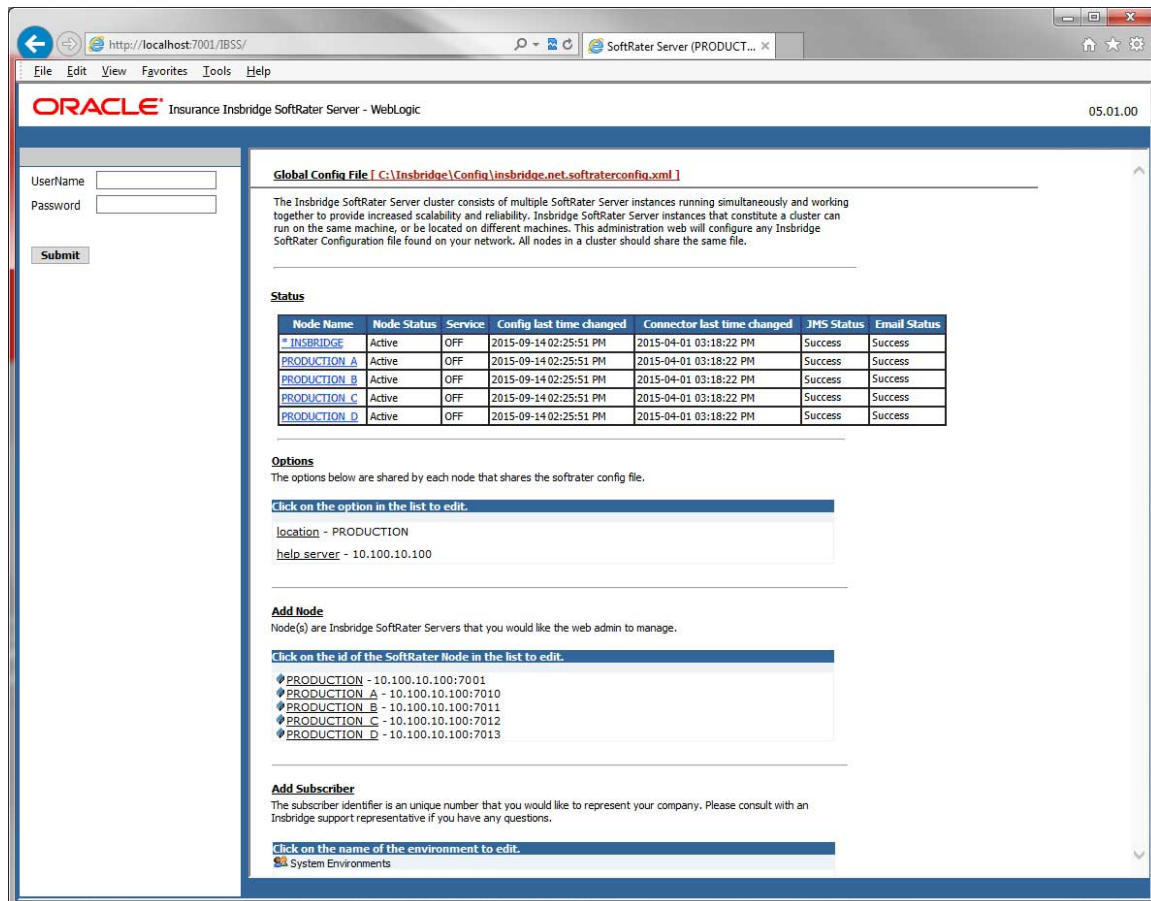 http://localhost:7001/IBSS/
SoftRater Server (PRODUCT...
File Edit View Favorites Tools Help
ORACLE Insurance Insbridge SoftRater Server - WebLogic
05.01.00
UserName
Password
Submit
Global Config File [ C:\Insbridge\Config\insbridge.net.softraterconfig.xml ]
The Insbridge SoftRater Server cluster consists of multiple SoftRater Server instances running simultaneously and working
together to provide increased scalability and reliability. Insbridge SoftRater Server instances that constitute a cluster can
run on the same machine, or be located on different machines. This administration web will configure any Insbridge
SoftRater Configuration file found on your network. All nodes in a cluster should share the same file.
Status
Node Name Node Status Service Config last time changed Connector last time changed JMS Status Email Status
* INSBRIDGE Active OFF 2015-09-14 02:25:51 PM 2015-04-01 03:18:22 PM Success Success
PRODUCTION_A Active OFF 2015-09-14 02:25:51 PM 2015-04-01 03:18:22 PM Success Success
PRODUCTION_B Active OFF 2015-09-14 02:25:51 PM 2015-04-01 03:18:22 PM Success Success
PRODUCTION_C Active OFF 2015-09-14 02:25:51 PM 2015-04-01 03:18:22 PM Success Success
PRODUCTION_D Active OFF 2015-09-14 02:25:51 PM 2015-04-01 03:18:22 PM Success Success
Options
The options below are shared by each node that shares the softrater config file.
Click on the option in the list to edit.
location - PRODUCTION
help server - 10.100.10.100
Add Node
Node(s) are Insbridge SoftRater Servers that you would like the web admin to manage.
Click on the id of the SoftRater Node in the list to edit.
PRODUCTION - 10.100.10.100:7001
PRODUCTION_A - 10.100.10.100:7010
PRODUCTION_B - 10.100.10.100:7011
PRODUCTION_C - 10.100.10.100:7012
PRODUCTION_D - 10.100.10.100:7013
Add Subscriber
The subscriber identifier is an unique number that you would like to represent your company. Please consult with an
Insbridge support representative if you have any questions.
Click on the name of the environment to edit.
System Environments